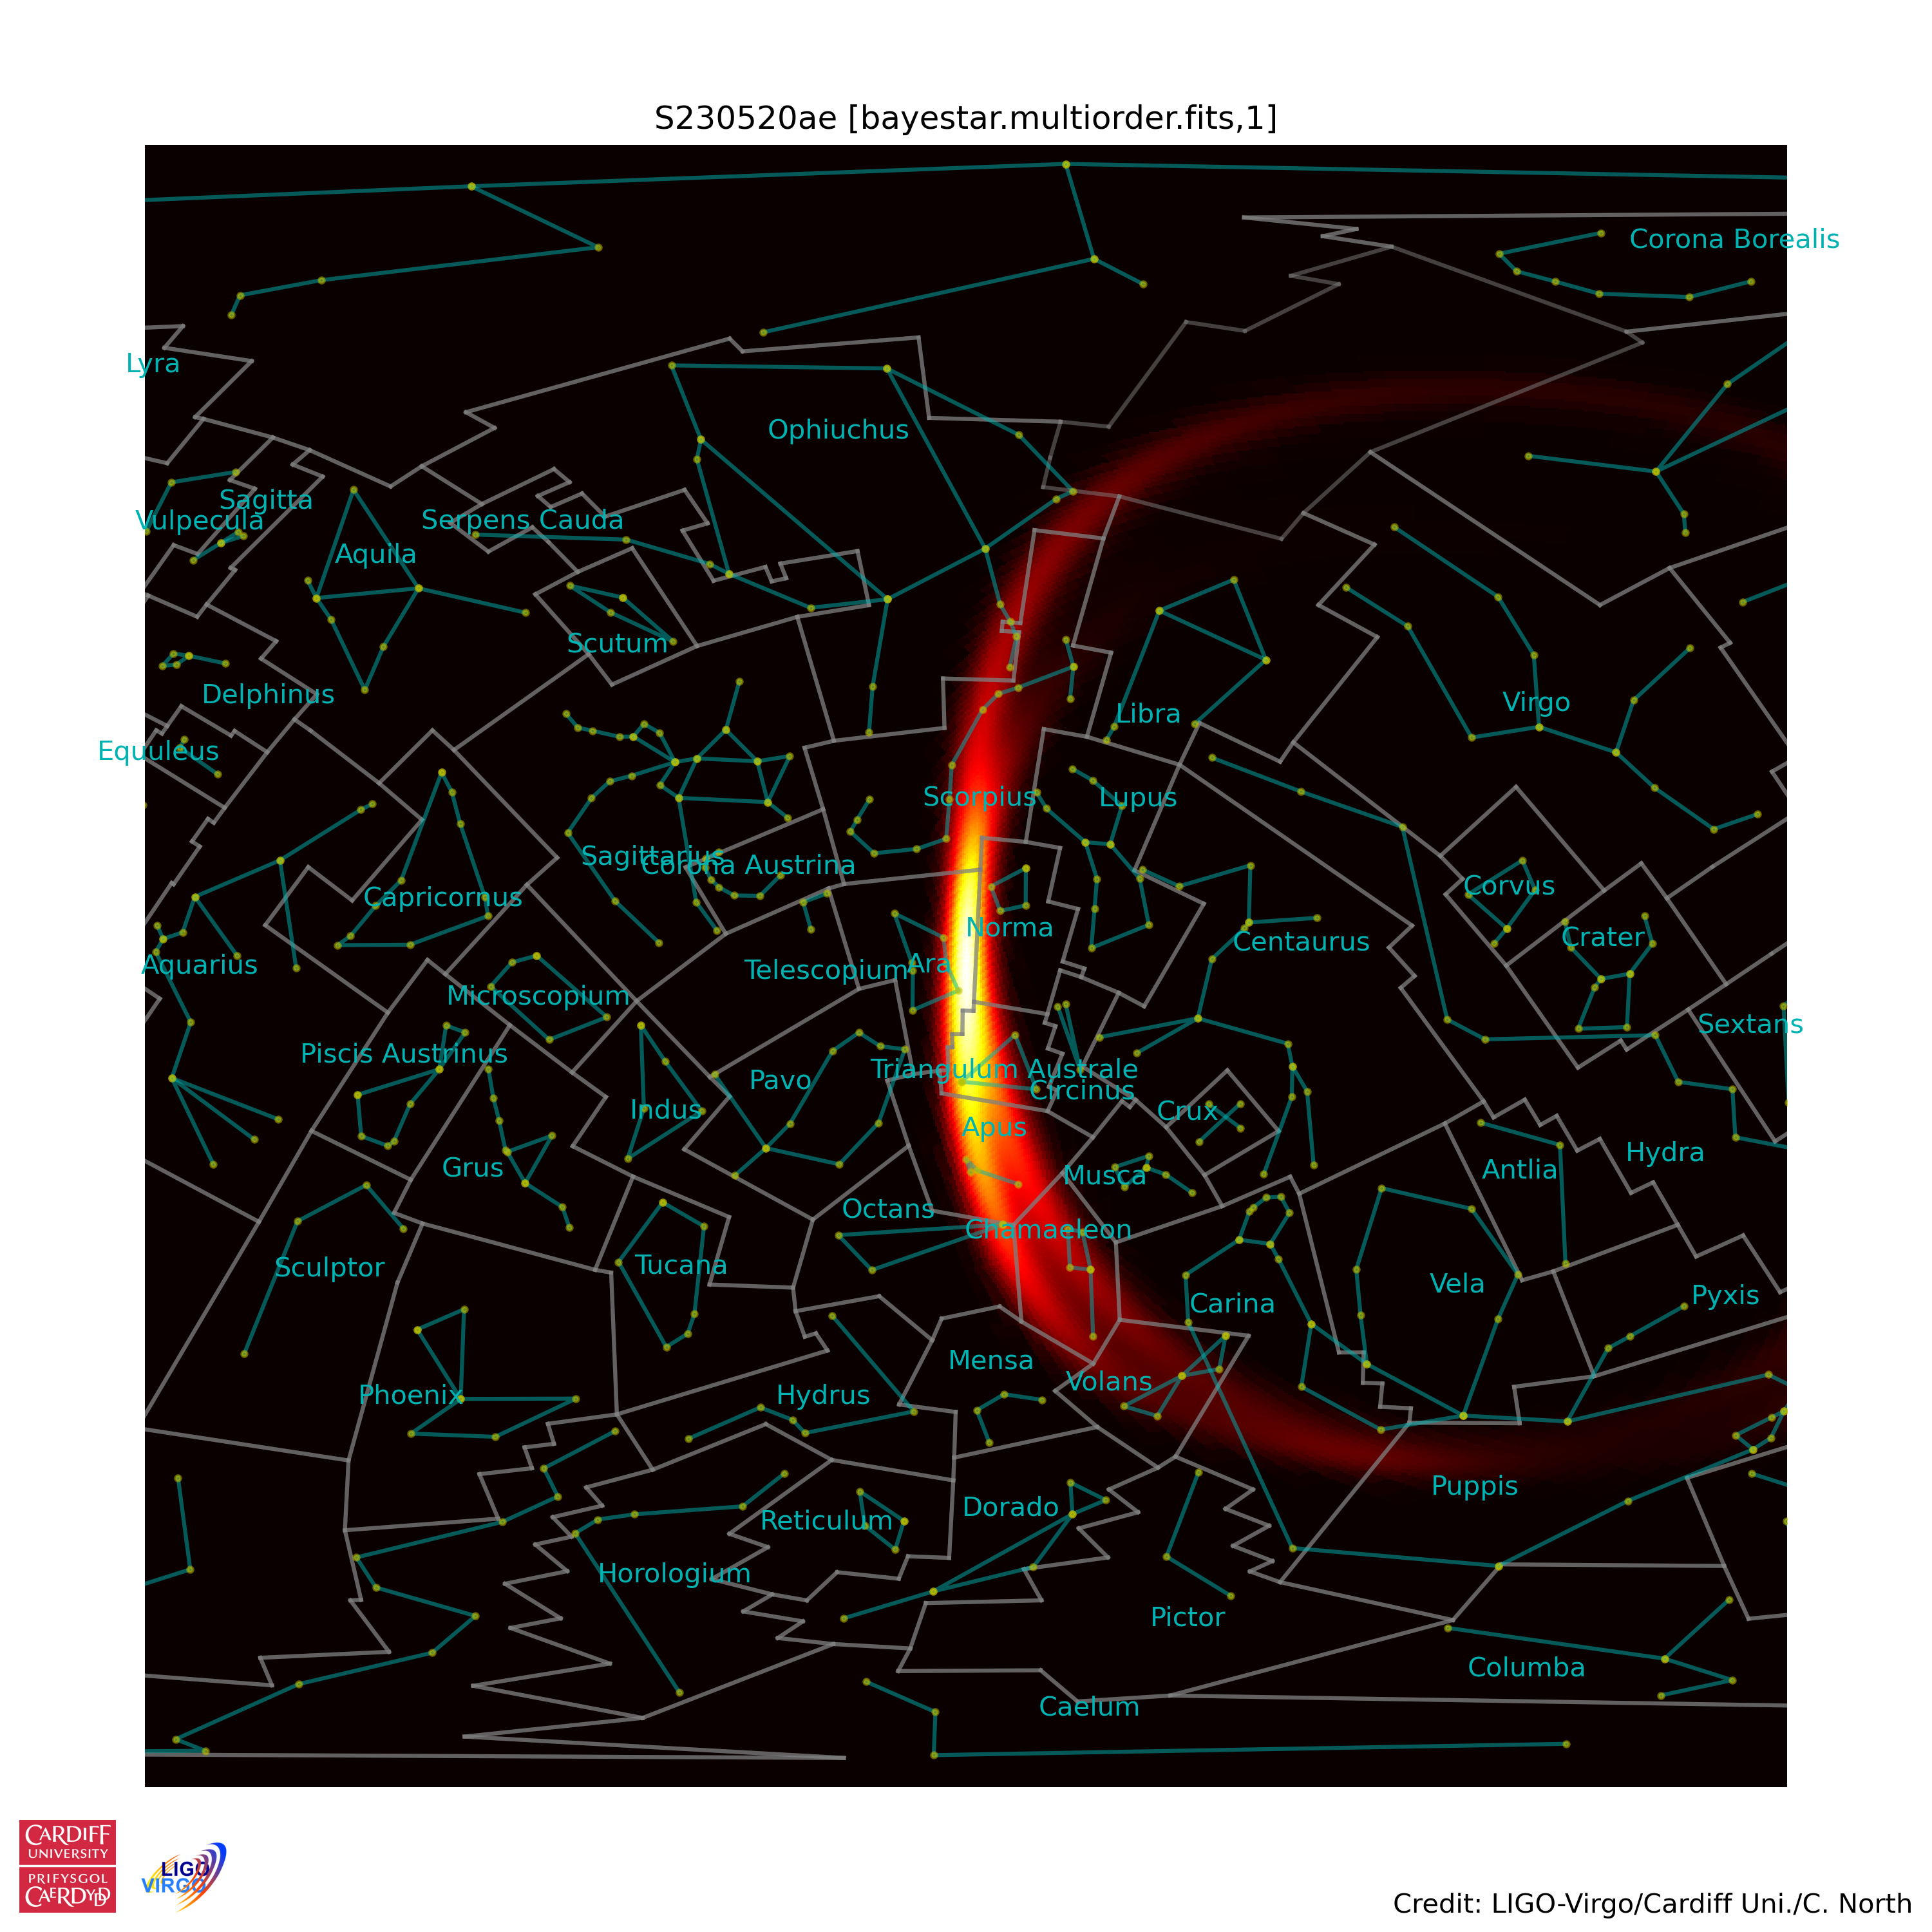 S230520ae [bayestar.multiorder.fits,1]
Corona Borealis
Lyra
Ophiuchus
Sagitta
Vulpecula
Serpens Cauda
Aquila
Scutum
Delphinus
Virgo
Libra
Equuleus
Scorpius
Lupus
Sagittarius
Corona Austrina
Corvus
Capricornus
Norma
Crater
Centaurus
Aquarius
Telescopium
Ara
Microscopium
Sextans
Piscis Austrinus
Triangulum Australe
Pavo
Circinus
Indus
Crux
Apus
Hydra
Grus
Musca
Antlia
Octans
Chamaeleon
Sculptor
Tucana
Vela
Pyxis
Carina
Mensa
Volans
Phoenix
Hydrus
Puppis
Dorado
Reticulum
Horologium
Pictor
Columba
Caelum
CARDIFF
UNIVERSITY
PRIFYSGOL
CAERDYDD
LIGO
VIRGO
Credit: LIGO-Virgo/Cardiff Uni./C. North